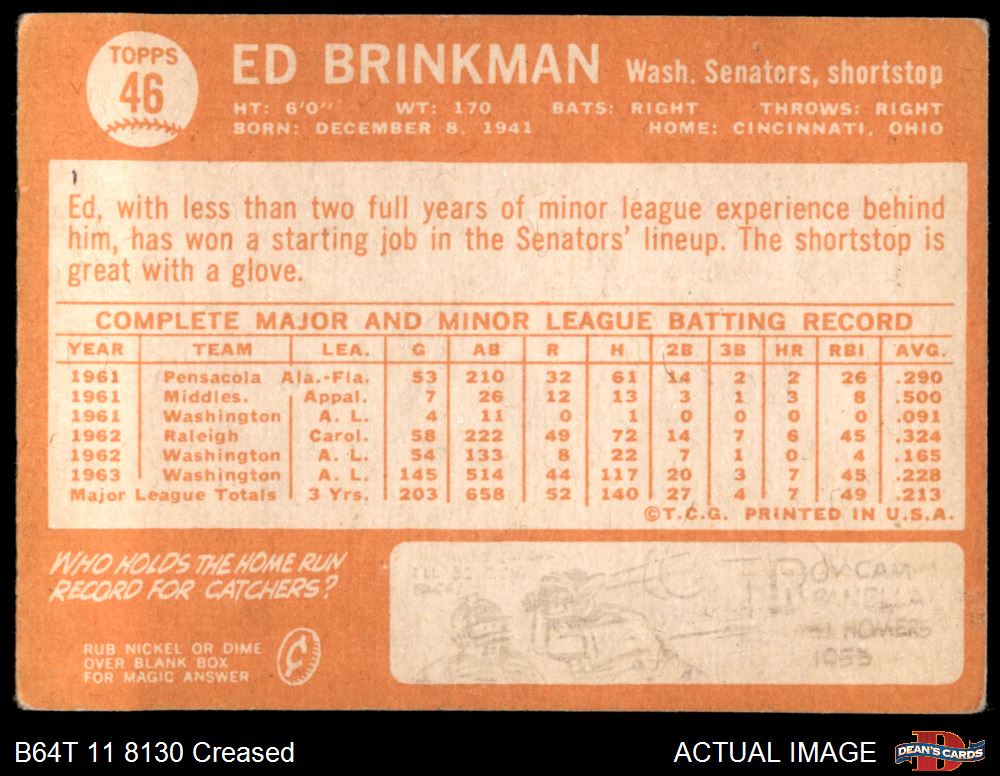 TOPPS
46
ED BRINKMAN Wash. Senators, shortstop
HT: 6'0" WT: 170 BATS: RIGHT THROWS: RIGHT
BORN: DECEMBER 8, 1941 HOME: CINCINNATI, OHIO
Ed, with less than two full years of minor league experience behind
him, has won a starting job in the Senators' lineup. The shortstop is
great with a glove.
COMPLETE MAJOR AND MINOR LEAGUE BATTING RECORD
YEAR TEAM LEA. G AB R H 2B 3B HR RBI AVG.
1961 Pensacola Ala.-Fla. 53 210 32 61 14 2 2 26 .290
1961 Middles. Appal. 7 26 12 13 3 1 3 8 .500
1961 Washington A. L. 4 11 0 1 0 0 0 0 .091
1962 Raleigh Carol. 58 222 49 72 14 7 6 45 .324
1962 Washington A. L. 54 133 8 22 7 1 0 4 .165
1963 Washington A. L. 145 514 44 117 20 3 7 45 .228
Major League Totals 3 Yrs. 203 658 52 140 27 4 7 49 .213
©T.C.G. PRINTED IN U.S.A.
WHO HOLDS THE HOME RUN
RECORD FOR CATCHERS?
RUB NICKEL OR DIME
OVER BLANK BOX
FOR MAGIC ANSWER
HOMERS
1953
B64T 11 8130 Creased
ACTUAL IMAGE
DEAN'S CARDS